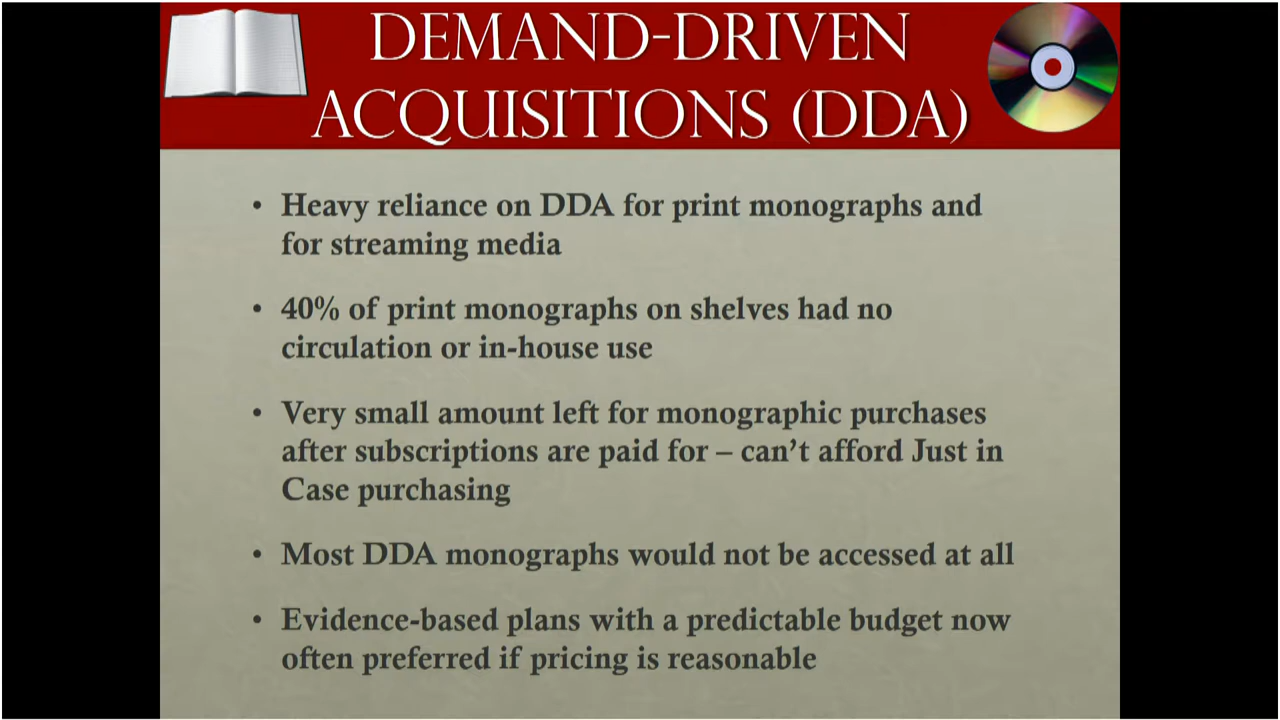 DEMAND-DRIVEN
ACQUISITIONS (DDA)
• Heavy reliance on DDA for print monographs and
for streaming media
• 40% of print monographs on shelves had no
circulation or in-house use
• Very small amount left for monographic purchases
after subscriptions are paid for – can’t afford Just in
Case purchasing
• Most DDA monographs would not be accessed at all
• Evidence-based plans with a predictable budget now
often preferred if pricing is reasonable